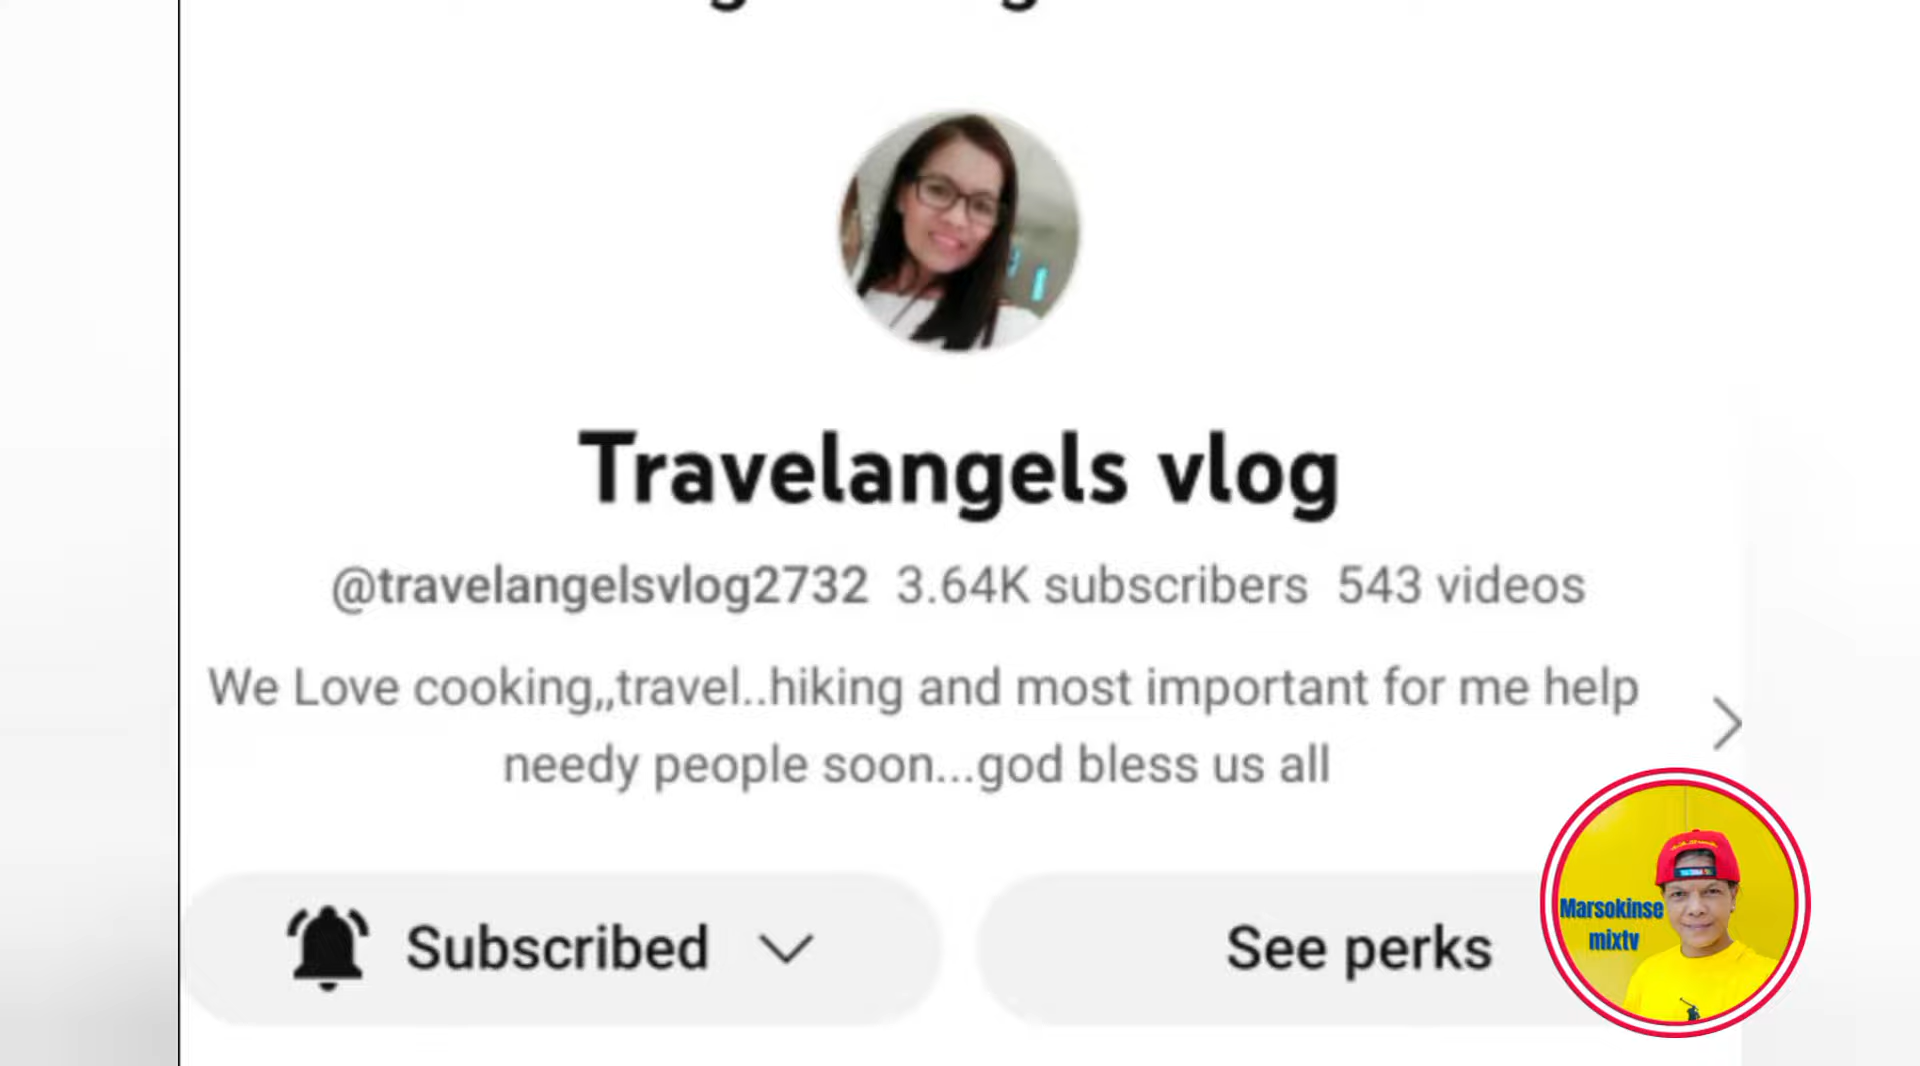 Travelangels vlog
@travelangelsvlog2732 3.64K subscribers 543 videos
We Love cooking,,travel..hiking and most important for me help
needy people soon...god bless us all
Subscribed
See perks
Marsokinse
mixtv